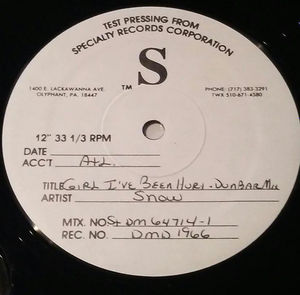 TEST PRESSING FROM
SPECIALTY RECORDS CORPORATION
S
TM
1400 E. LACKAWANNA AVE.
OLYPHANT, PA. 18447
PHONE: (717) 383-3291
TWX 510-671-4580
12" 33 1/3 RPM
DATE
ACC'T Atl.
TITLE GIRL I'VE BEEN HURT - DUNBAR MIX
ARTIST Snow
MTX. NO. St DM 64714-1
REC. NO. DMD 1966